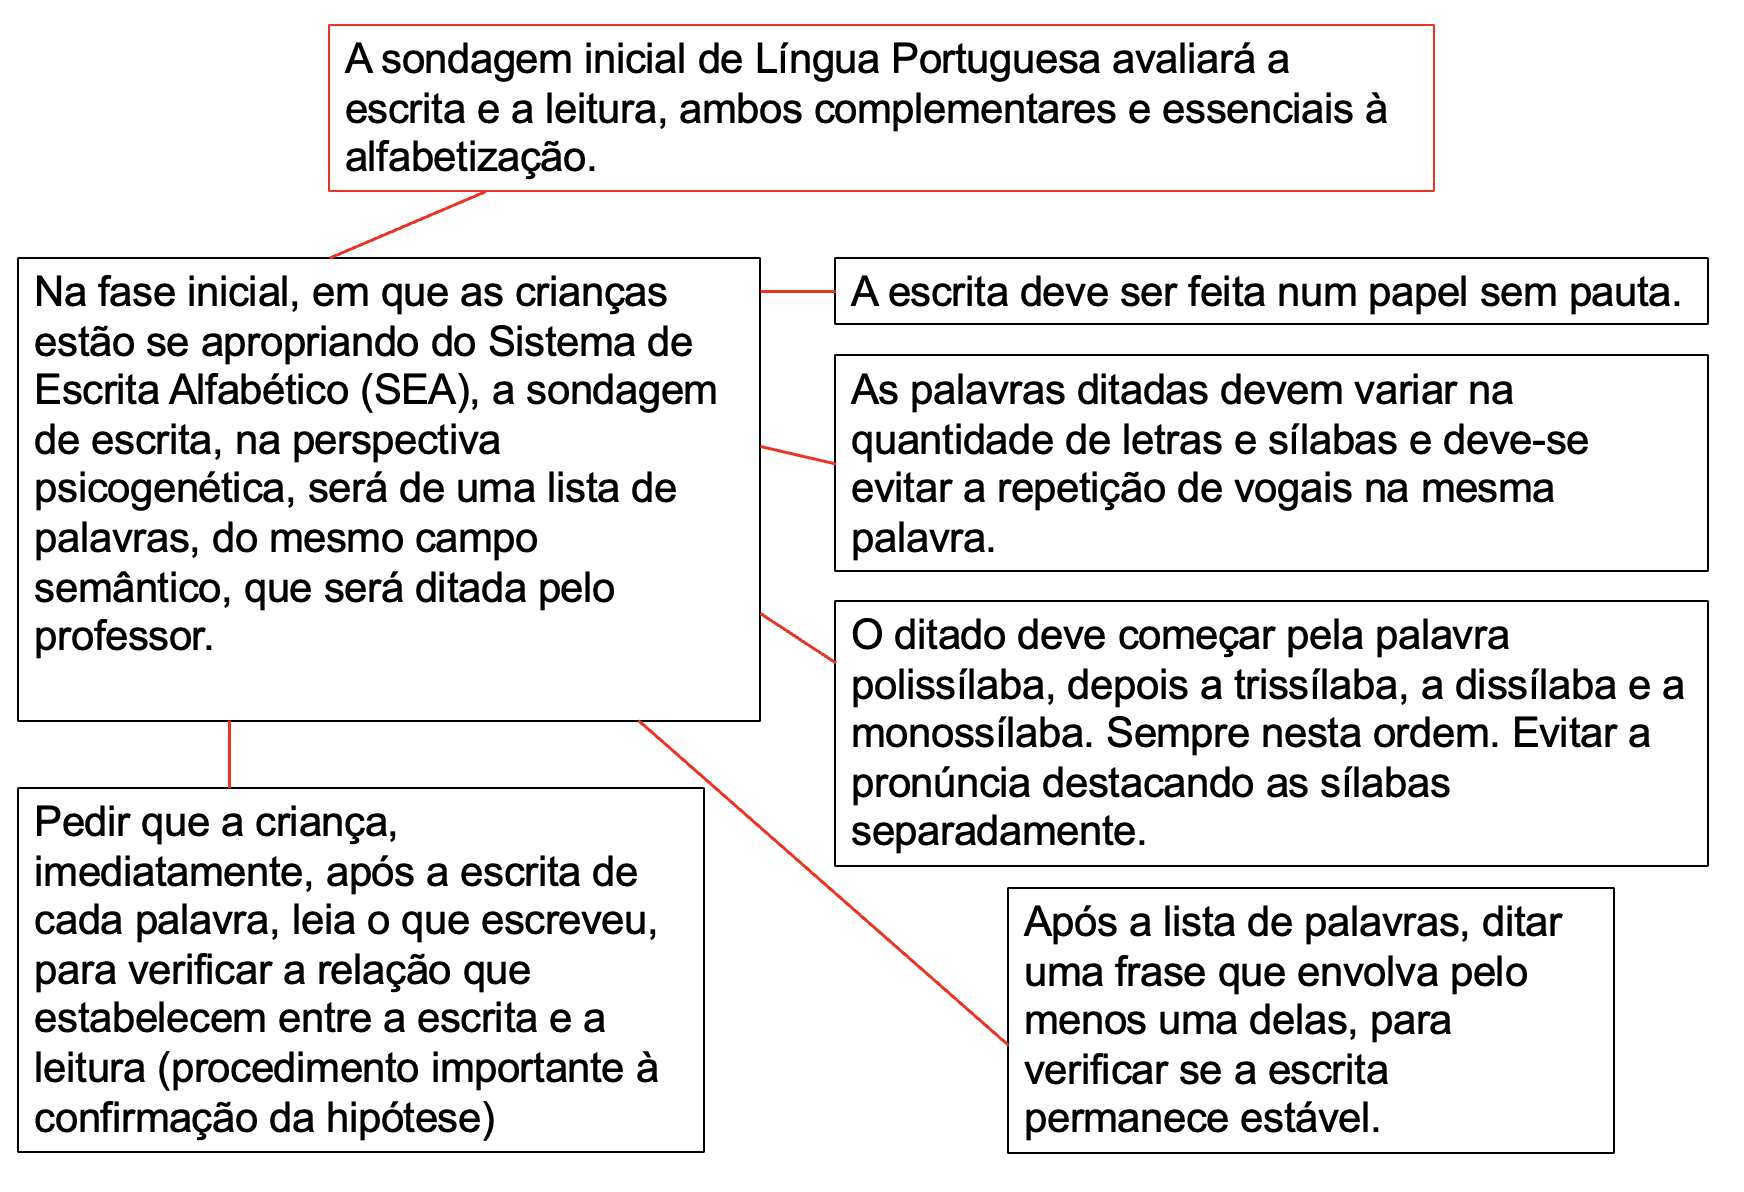 A sondagem inicial de Língua Portuguesa avaliará a
escrita e a leitura, ambos complementares e essenciais à
alfabetização.
Na fase inicial, em que as crianças
estão se apropriando do Sistema de
Escrita Alfabético (SEA), a sondagem
de escrita, na perspectiva
psicogenética, será de uma lista de
palavras, do mesmo campo
semântico, que será ditada pelo
professor.
A escrita deve ser feita num papel sem pauta.
As palavras ditadas devem variar na
quantidade de letras e sílabas e deve-se
evitar a repetição de vogais na mesma
palavra.
O ditado deve começar pela palavra
polissílaba, depois a trissílaba, a dissílaba e a
monossílaba. Sempre nesta ordem. Evitar a
pronúncia destacando as sílabas
separadamente.
Pedir que a criança,
imediatamente, após a escrita de
cada palavra, leia o que escreveu,
para verificar a relação que
estabelecem entre a escrita e a
leitura (procedimento importante à
confirmação da hipótese)
Após a lista de palavras, ditar
uma frase que envolva pelo
menos uma delas, para
verificar se a escrita
permanece estável.